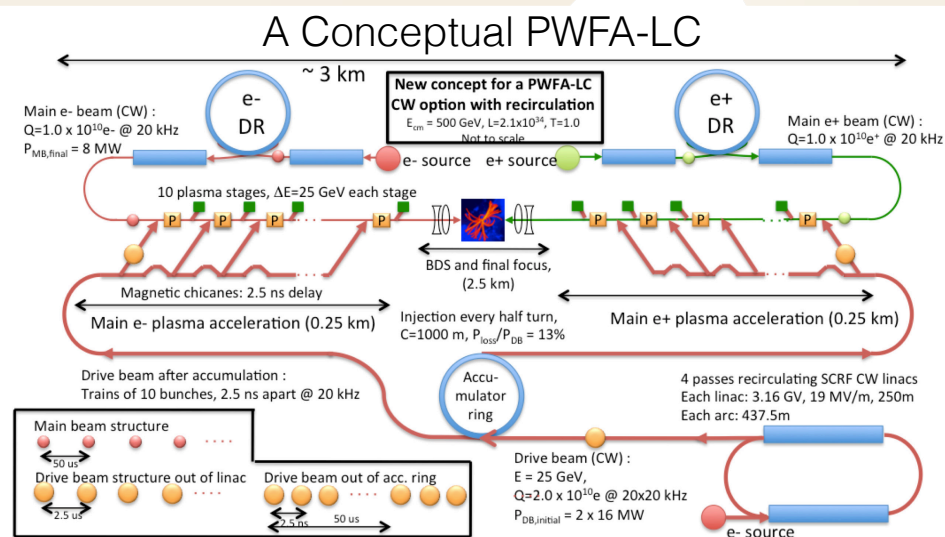 A Conceptual PWFA-LC
~ 3 km
New concept for a PWFA-LC
CW option with recirculation
E_cm = 500 GeV, L=2.1x10^34, T=1.0
Not to scale
Main e- beam (CW) :
Q=1.0 x 10^10e- @ 20 kHz
P_MB,final = 8 MW
e-
DR
e+
DR
Main e+ beam (CW) :
Q=1.0 x 10^10e+ @ 20 kHz
e- source
e+ source
10 plasma stages, ΔE=25 GeV each stage
P
P
P
P
P
P
P
P
BDS and final focus,
(2.5 km)
Magnetic chicanes: 2.5 ns delay
Main e- plasma acceleration (0.25 km)
Injection every half turn,
C=1000 m, P_loss/P_DB = 13%
Main e+ plasma acceleration (0.25 km)
Drive beam after accumulation :
Trains of 10 bunches, 2.5 ns apart @ 20 kHz
Accu-
mulator
ring
4 passes recirculating SCRF CW linacs
Each linac: 3.16 GV, 19 MV/m, 250m
Each arc: 437.5m
Main beam structure
50 us
Drive beam structure out of linac
2.5 us
Drive beam out of acc. ring
2.5 ns
50 us
Drive beam (CW) :
E = 25 GeV,
Q=2.0 x 10^10e @ 20x20 kHz
P_DB,initial = 2 x 16 MW
e- source